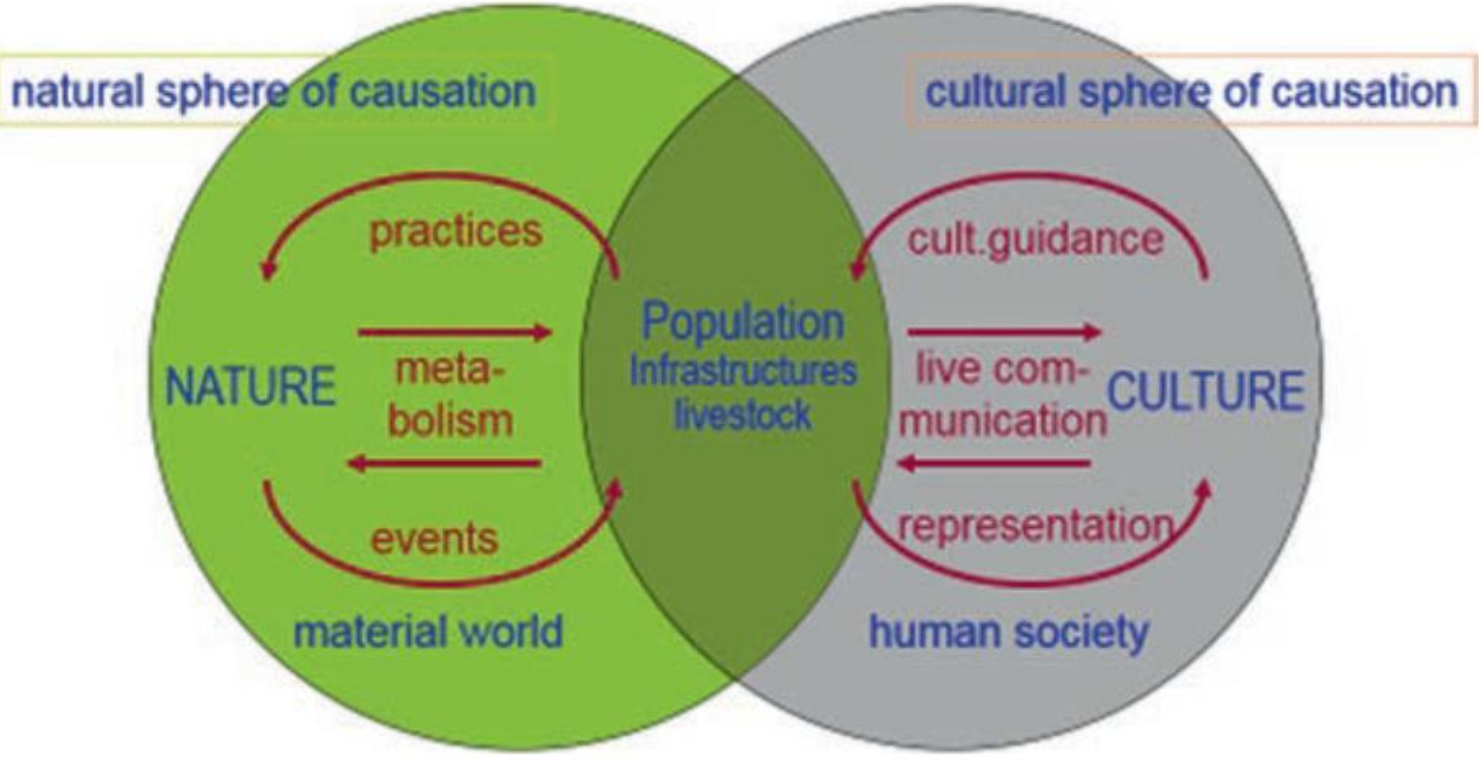 natural sphere of causation
cultural sphere of causation
practices
cult.guidance
NATURE
meta-
bolism
Population
Infrastructures
livestock
live com-
munication
CULTURE
events
representation
material world
human society